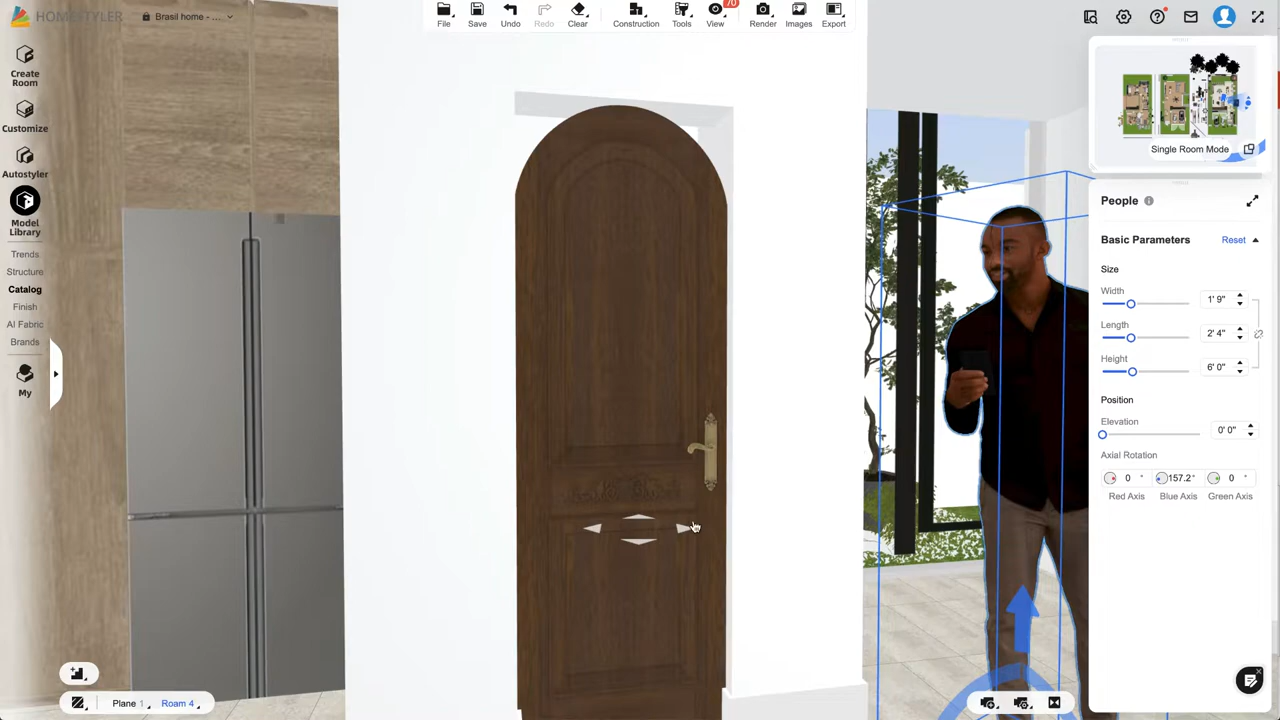 HOMESTYLER
Brasil home - ...
File
Save
Undo
Redo
Clear
Construction
Tools
View
70
Render
Images
Export
Create
Room
Customize
Autostyler
Model
Library
Trends
Structure
Catalog
Finish
AI Fabric
Brands
My
Single Room Mode
People
Basic Parameters
Reset
Size
Width
1' 9"
Length
2' 4"
Height
6' 0"
Position
Elevation
0' 0"
Axial Rotation
0 °
157.2°
0 °
Red Axis
Blue Axis
Green Axis
Plane 1
Roam 4